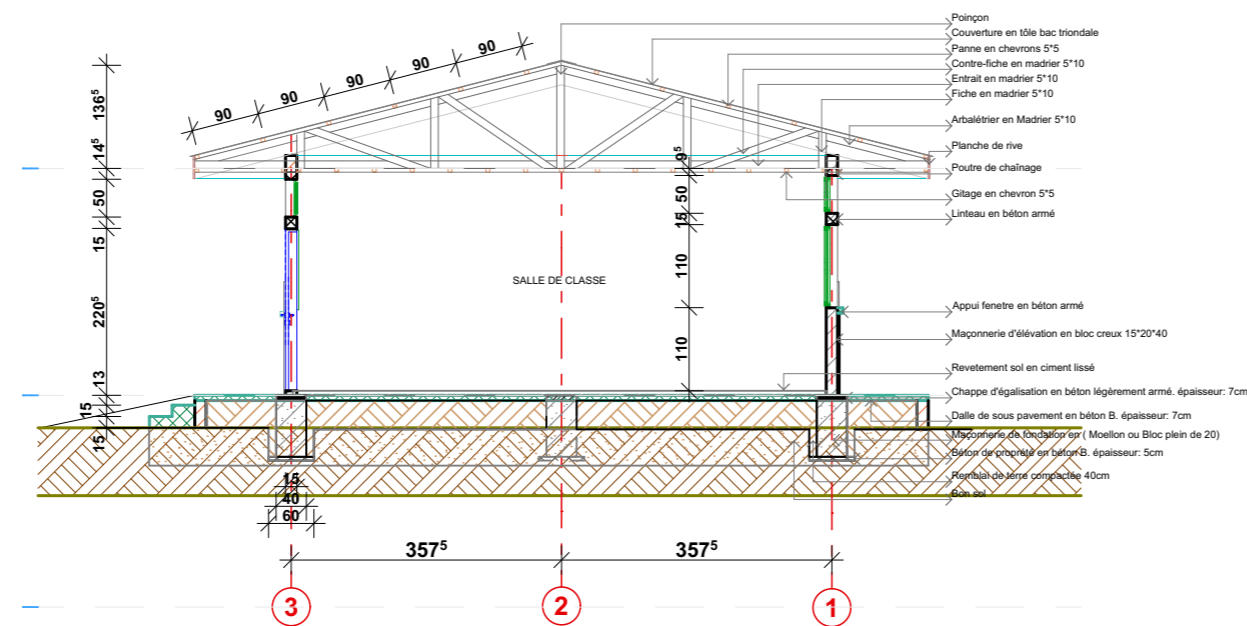 Poinçon
Couverture en tôle bac triondale
Panne en chevrons 5*5
Contre-fiche en madrier 5*10
Entrait en madrier 5*10
Fiche en madrier 5*10
Arbalétrier en Madrier 5*10
Planche de rive
Poutre de chaînage
Gitage en chevron 5*5
Linteau en béton armé
Appui fenetre en béton armé
Maçonnerie d'élévation en bloc creux 15*20*40
Revetement sol en ciment lissé
Chappe d'égalisation en béton légèrement armé. épaisseur: 7cm
Dalle de sous pavement en béton B. épaisseur: 7cm
Maçonnerie de fondation en ( Moellon ou Bloc plein de 20)
Béton de propreté en béton B. épaisseur: 5cm
Remblai de terre compactée 40cm
Bon sol
90
90
90
90
90
136⁵
14⁵
50
15
220⁵
13
15
15
9⁵
50
15
110
110
SALLE DE CLASSE
15
40
60
357⁵
357⁵
3
2
1